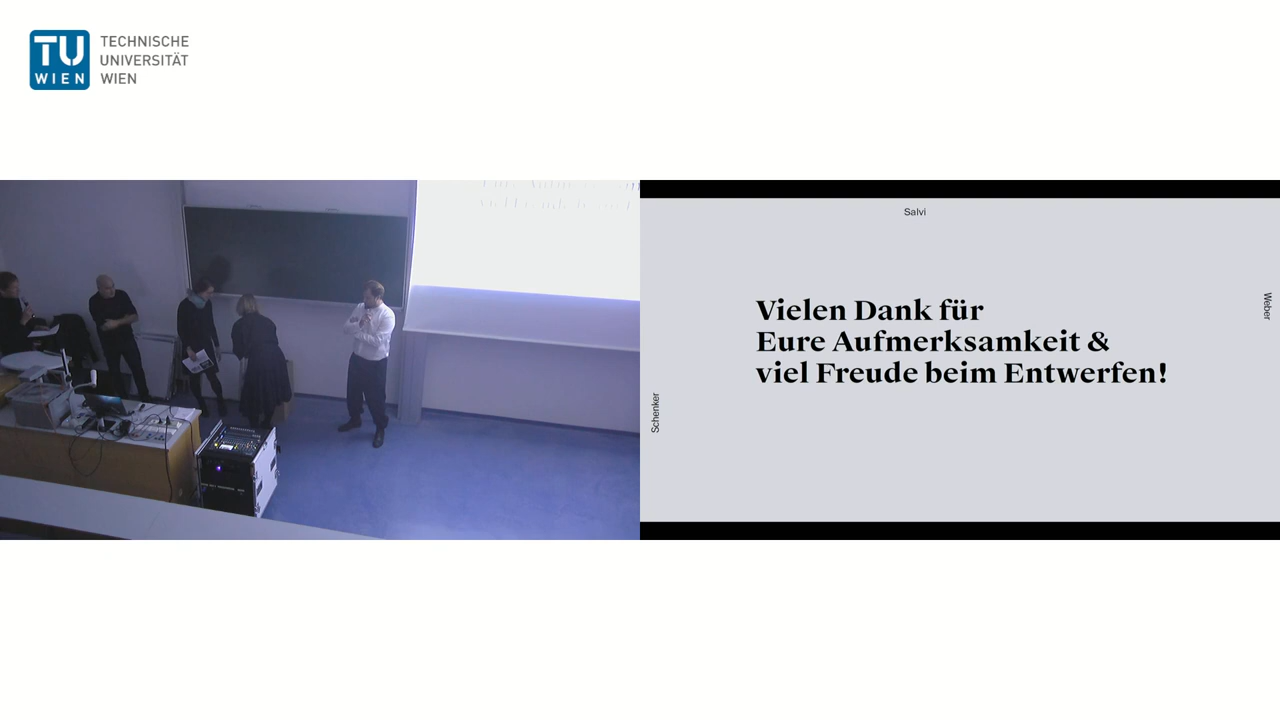 TU
WIEN
TECHNISCHE
UNIVERSITÄT
WIEN
Salvi
Weber
Vielen Dank für
Eure Aufmerksamkeit &
viel Freude beim Entwerfen!
Schenker